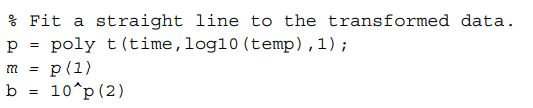 % Fit a straight line to the transformed data.
p = poly t(time,log10(temp),1);
m = p(1)
b = 10^p(2)